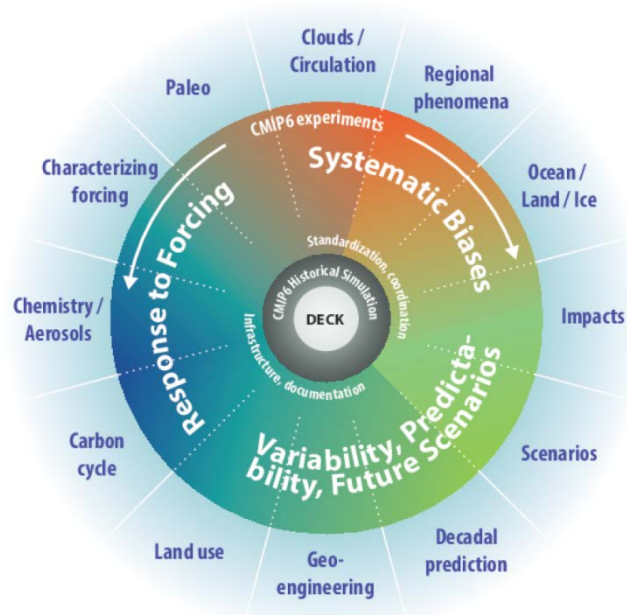 Clouds /
Circulation
Regional
phenomena
Ocean /
Land / Ice
Impacts
Scenarios
Decadal
prediction
Geo-
engineering
Land use
Carbon
cycle
Chemistry /
Aerosols
Characterizing
forcing
Paleo
CMIP6 experiments
Systematic Biases
Variability, Predicta-
bility, Future Scenarios
Response to Forcing
Standardization, coordination
Infrastructure, documentation
CMIP6 Historical Simulation
DECK